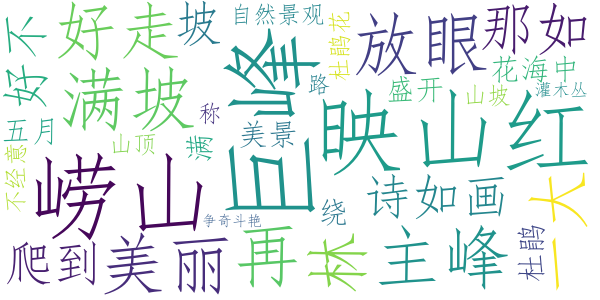 好走
坡
自然景观
杜鹃花
放眼
那如
好不
满坡
巨峰
路
盛开
花海中
山坡
灌木丛
五月
称
满
美景
映山红
山顶
不经意
崂山
诗如画
一大
绕
争奇斗艳
爬到
美丽
再
林
主峰
杜鹃